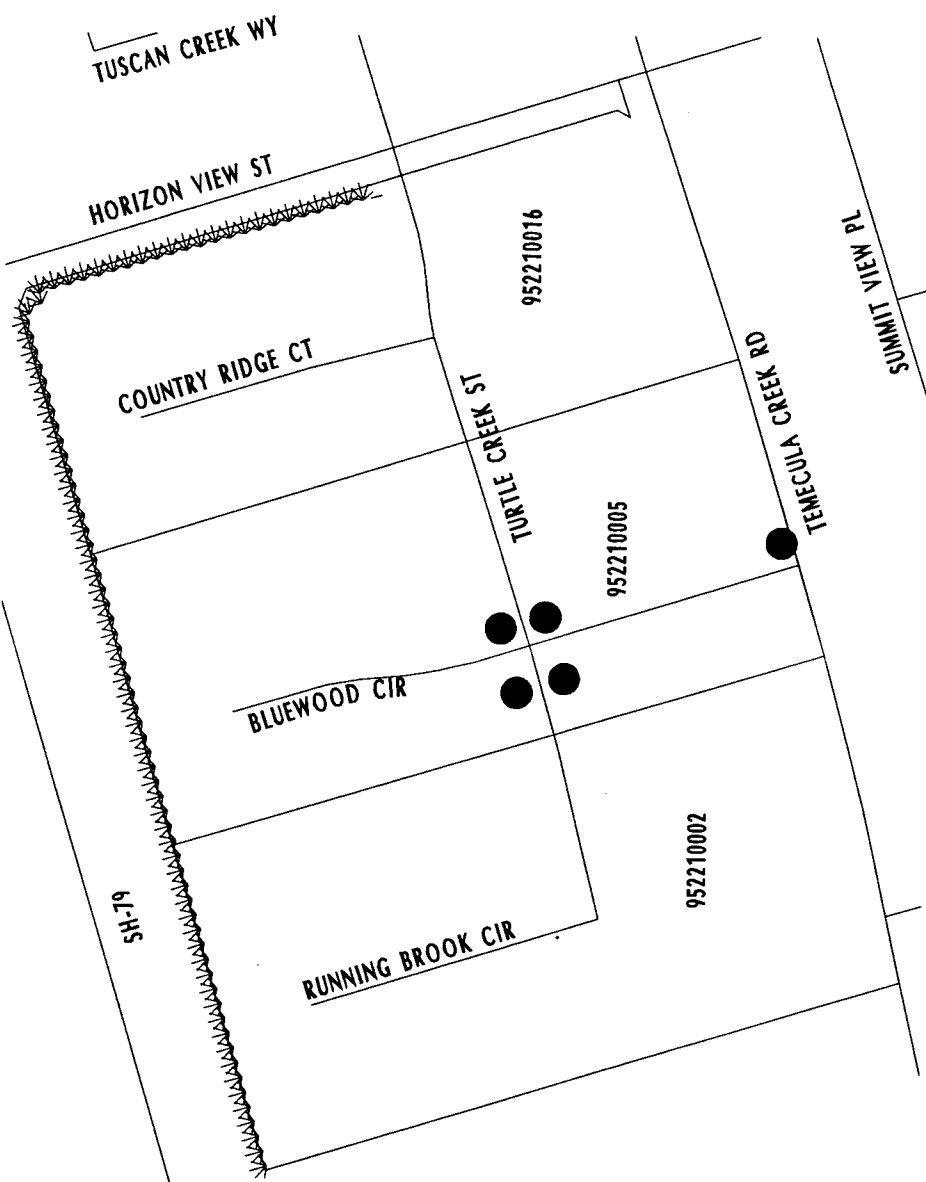 TUSCAN CREEK WY
HORIZON VIEW ST
952210016
SUMMIT VIEW PL
COUNTRY RIDGE CT
TURTLE CREEK ST
TEMECULA CREEK RD
952210005
BLUEWOOD CIR
952210002
SH-79
RUNNING BROOK CIR